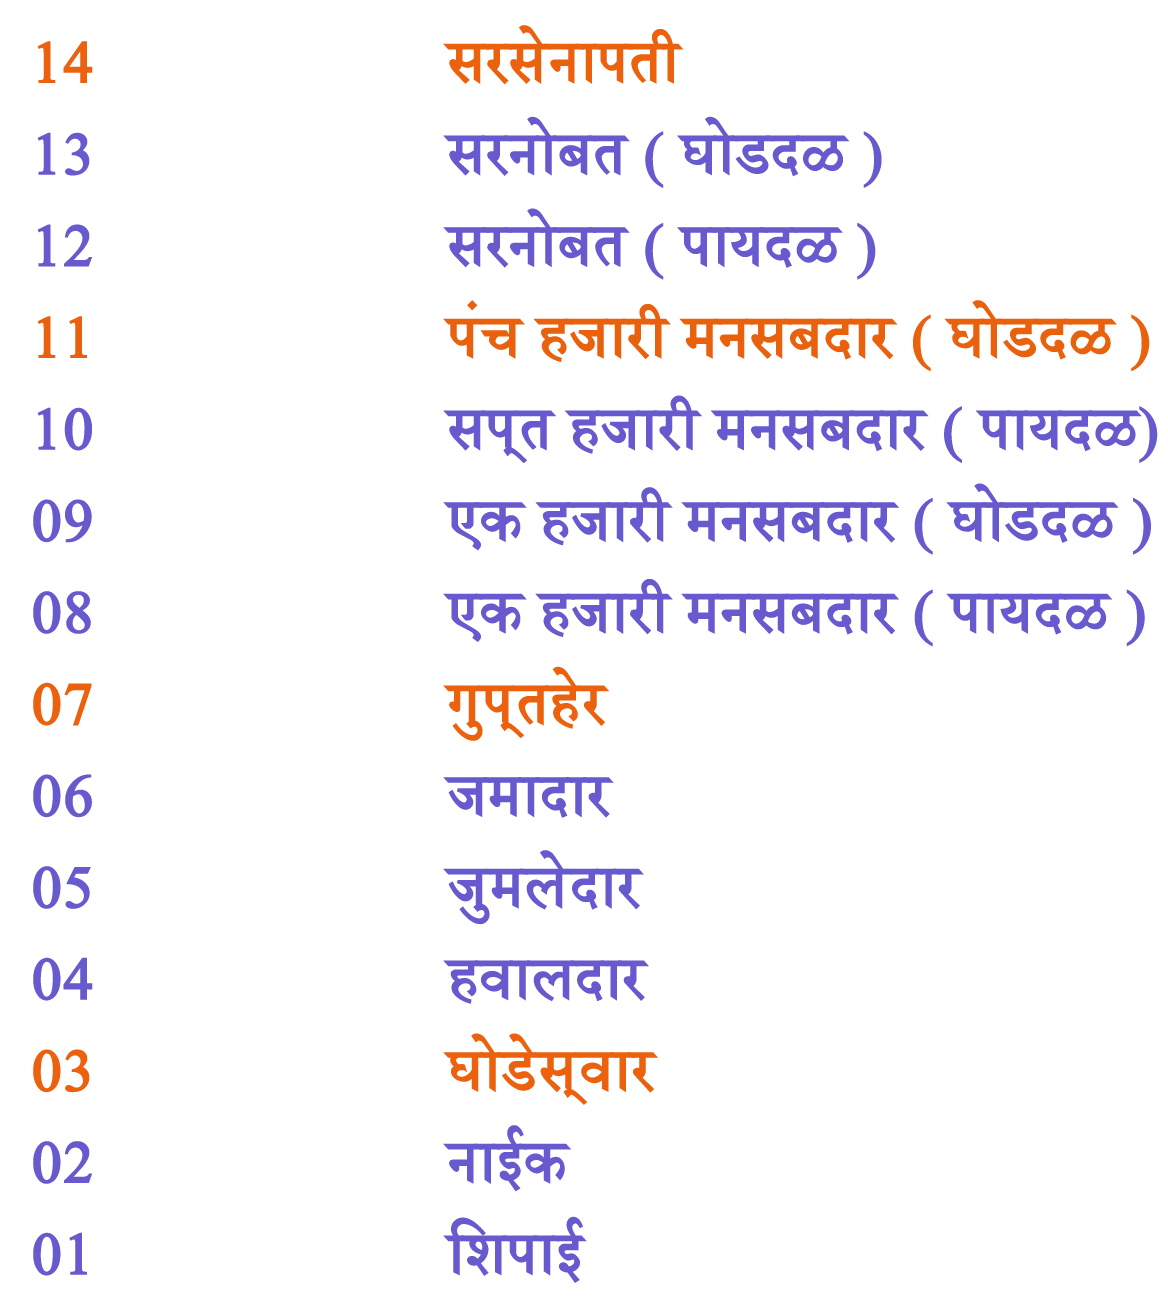 14 सरसेनापती
13 सरनोबत ( घोडदळ )
12 सरनोबत ( पायदळ )
11 पंच हजारी मनसबदार ( घोडदळ )
10 सप्‌त हजारी मनसबदार ( पायदळ)
09 एक हजारी मनसबदार ( घोडदळ )
08 एक हजारी मनसबदार ( पायदळ )
07 गुप्‌तहेर
06 जमादार
05 जुमलेदार
04 हवालदार
03 घोडेस्‌वार
02 नाईक
01 शिपाई